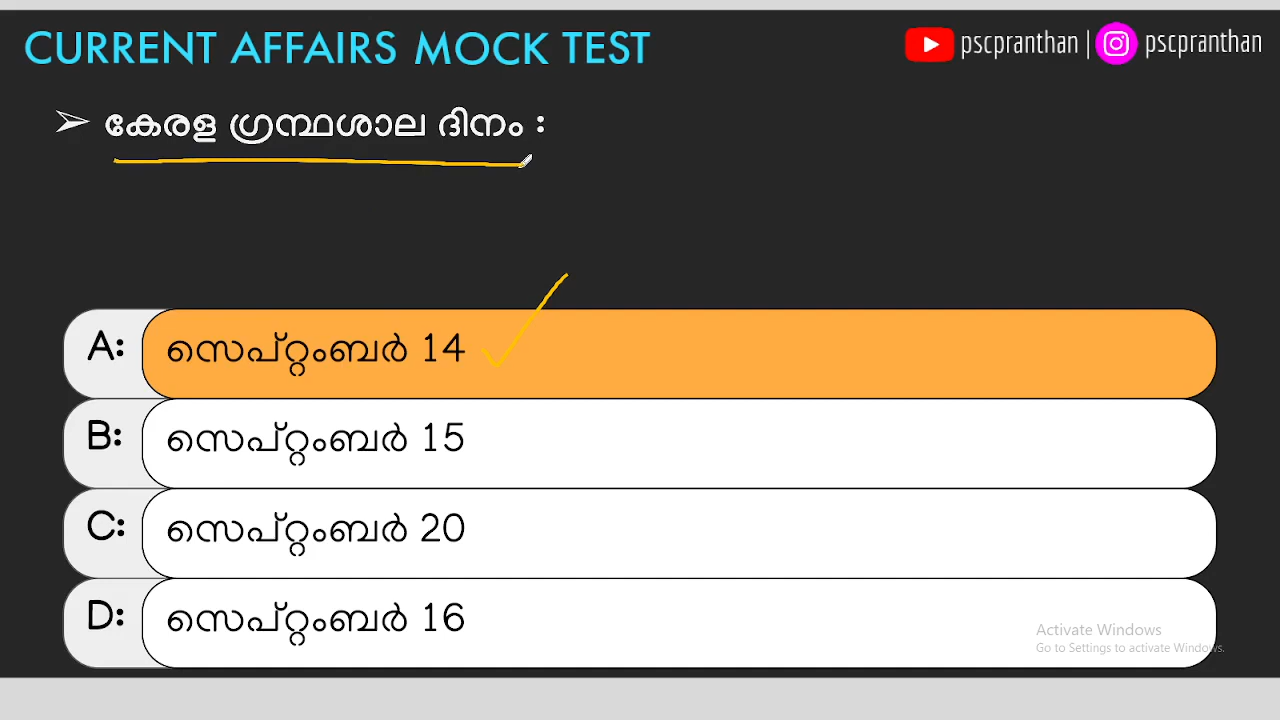 CURRENT AFFAIRS MOCK TEST
pscpranthan | pscpranthan
➢ കേരള ഗ്രന്ഥശാല ദിനം :
A: സെപ്റ്റംബർ 14
B: സെപ്റ്റംബർ 15
C: സെപ്റ്റംബർ 20
D: സെപ്റ്റംബർ 16
Activate Windows
Go to Settings to activate Windows.